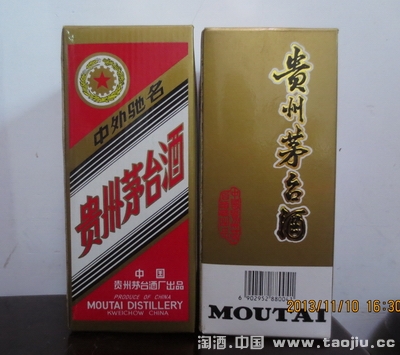 中外驰名
贵州茅台酒
中国
贵州茅台酒厂出品
PRODUCE OF CHINA
MOUTAI DISTILLERY
KWEICHOW CHINA
貴州茅台酒
MOUTAI
2013/11/10 16:30
淘酒.中国 www.taojiu.cc